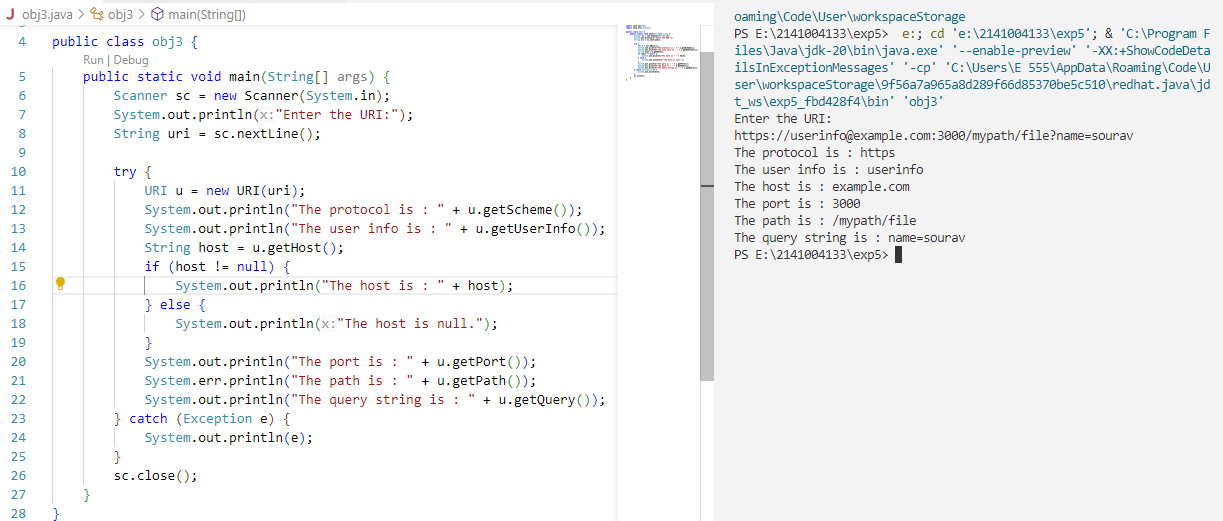 J obj3.java > obj3 > main(String[])
4 public class obj3 {
Run | Debug
5 public static void main(String[] args) {
6 Scanner sc = new Scanner(System.in);
7 System.out.println(x:"Enter the URI:");
8 String uri = sc.nextLine();
9
10 try {
11 URI u = new URI(uri);
12 System.out.println("The protocol is : " + u.getScheme());
13 System.out.println("The user info is : " + u.getUserInfo());
14 String host = u.getHost();
15 if (host != null) {
16 System.out.println("The host is : " + host);
17 } else {
18 System.out.println(x:"The host is null.");
19 }
20 System.out.println("The port is : " + u.getPort());
21 System.err.println("The path is : " + u.getPath());
22 System.out.println("The query string is : " + u.getQuery());
23 } catch (Exception e) {
24 System.out.println(e);
25 }
26 sc.close();
27 }
28 }
oaming\Code\User\workspaceStorage
PS E:\2141004133\exp5>  e:; cd 'e:\2141004133\exp5'; & 'C:\Program F
iles\Java\jdk-20\bin\java.exe' '--enable-preview' '-XX:+ShowCodeDeta
ilsInExceptionMessages' '-cp' 'C:\Users\E 555\AppData\Roaming\Code\U
ser\workspaceStorage\9f56a7a965a8d289f66d85370be5c510\redhat.java\jd
t_ws\exp5_fbd428f4\bin' 'obj3'
Enter the URI:
https://userinfo@example.com:3000/mypath/file?name=sourav
The protocol is : https
The user info is : userinfo
The host is : example.com
The port is : 3000
The path is : /mypath/file
The query string is : name=sourav
PS E:\2141004133\exp5>